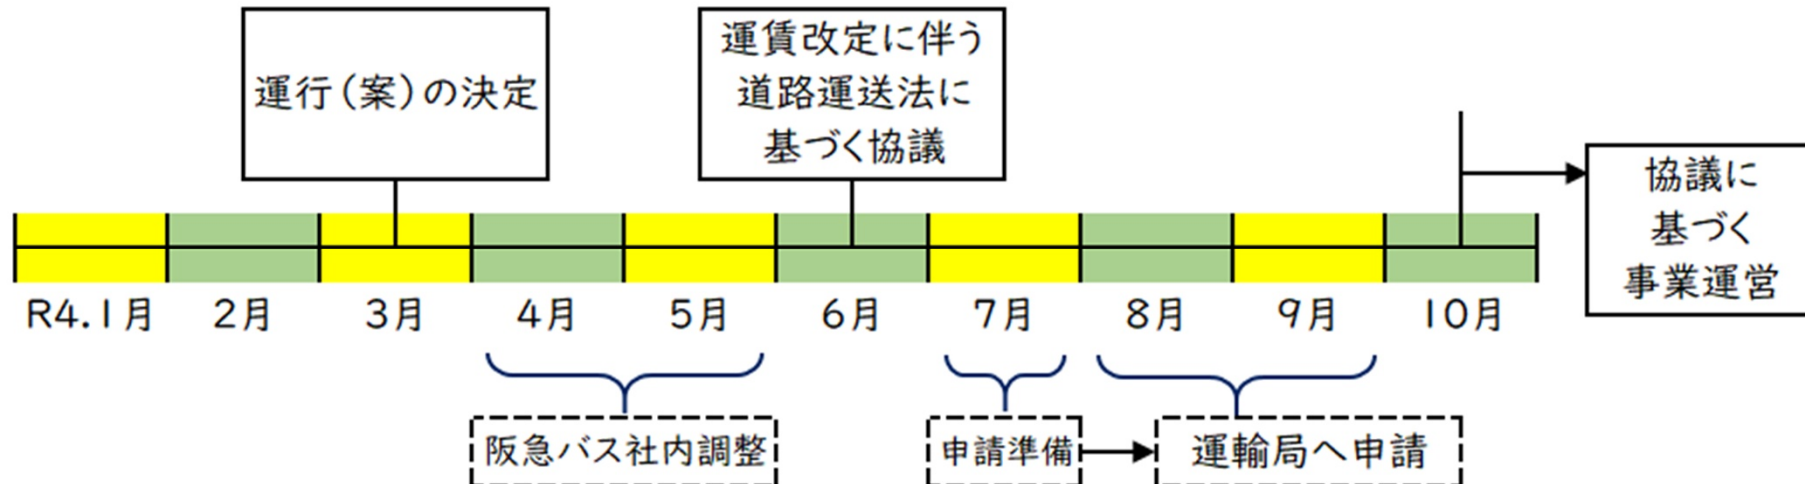 運行(案)の決定
運賃改定に伴う
道路運送法に
基づく協議
協議に
基づく
事業運営
R4.1月
2月
3月
4月
5月
6月
7月
8月
9月
10月
阪急バス社内調整
申請準備
運輸局へ申請